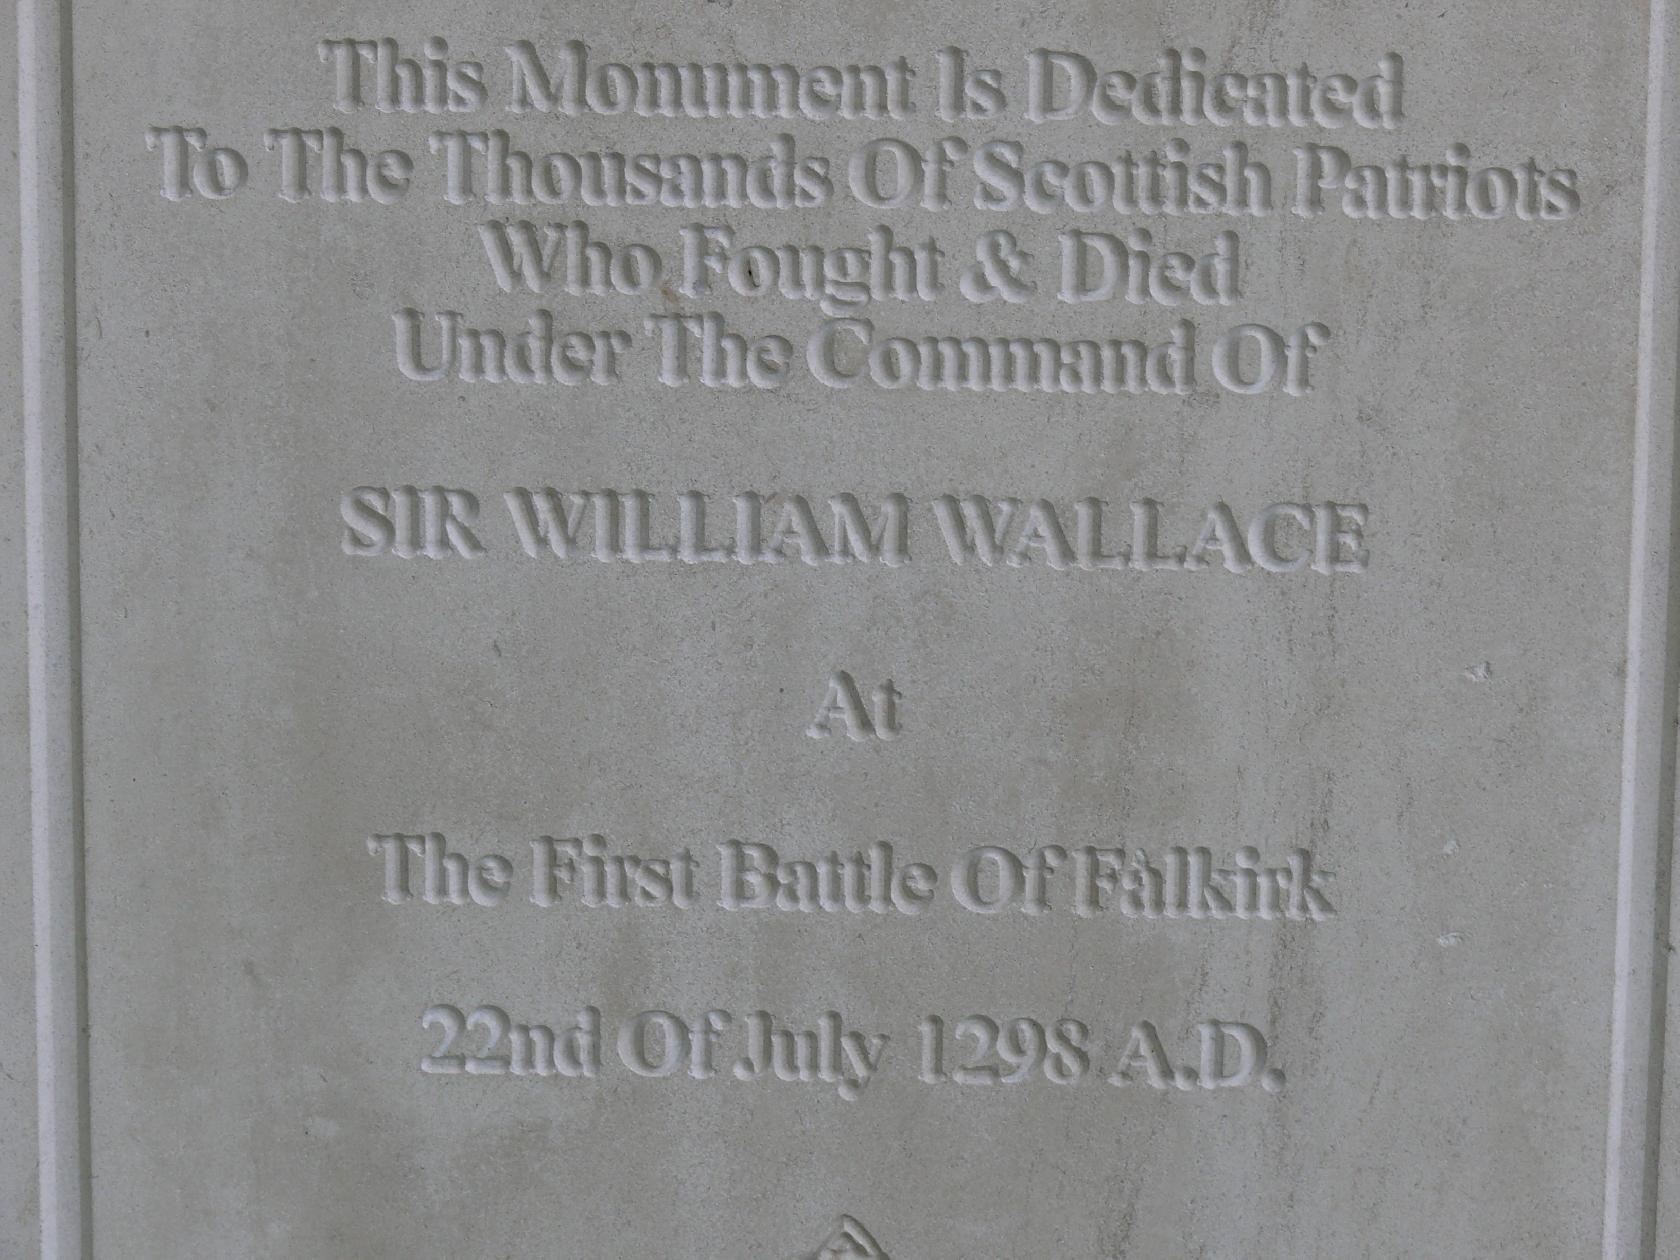 This Monument Is Dedicated
To The Thousands Of Scottish Patriots
Who Fought & Died
Under The Command Of
SIR WILLIAM WALLACE
At
The First Battle Of Falkirk
22nd Of July 1298 A.D.